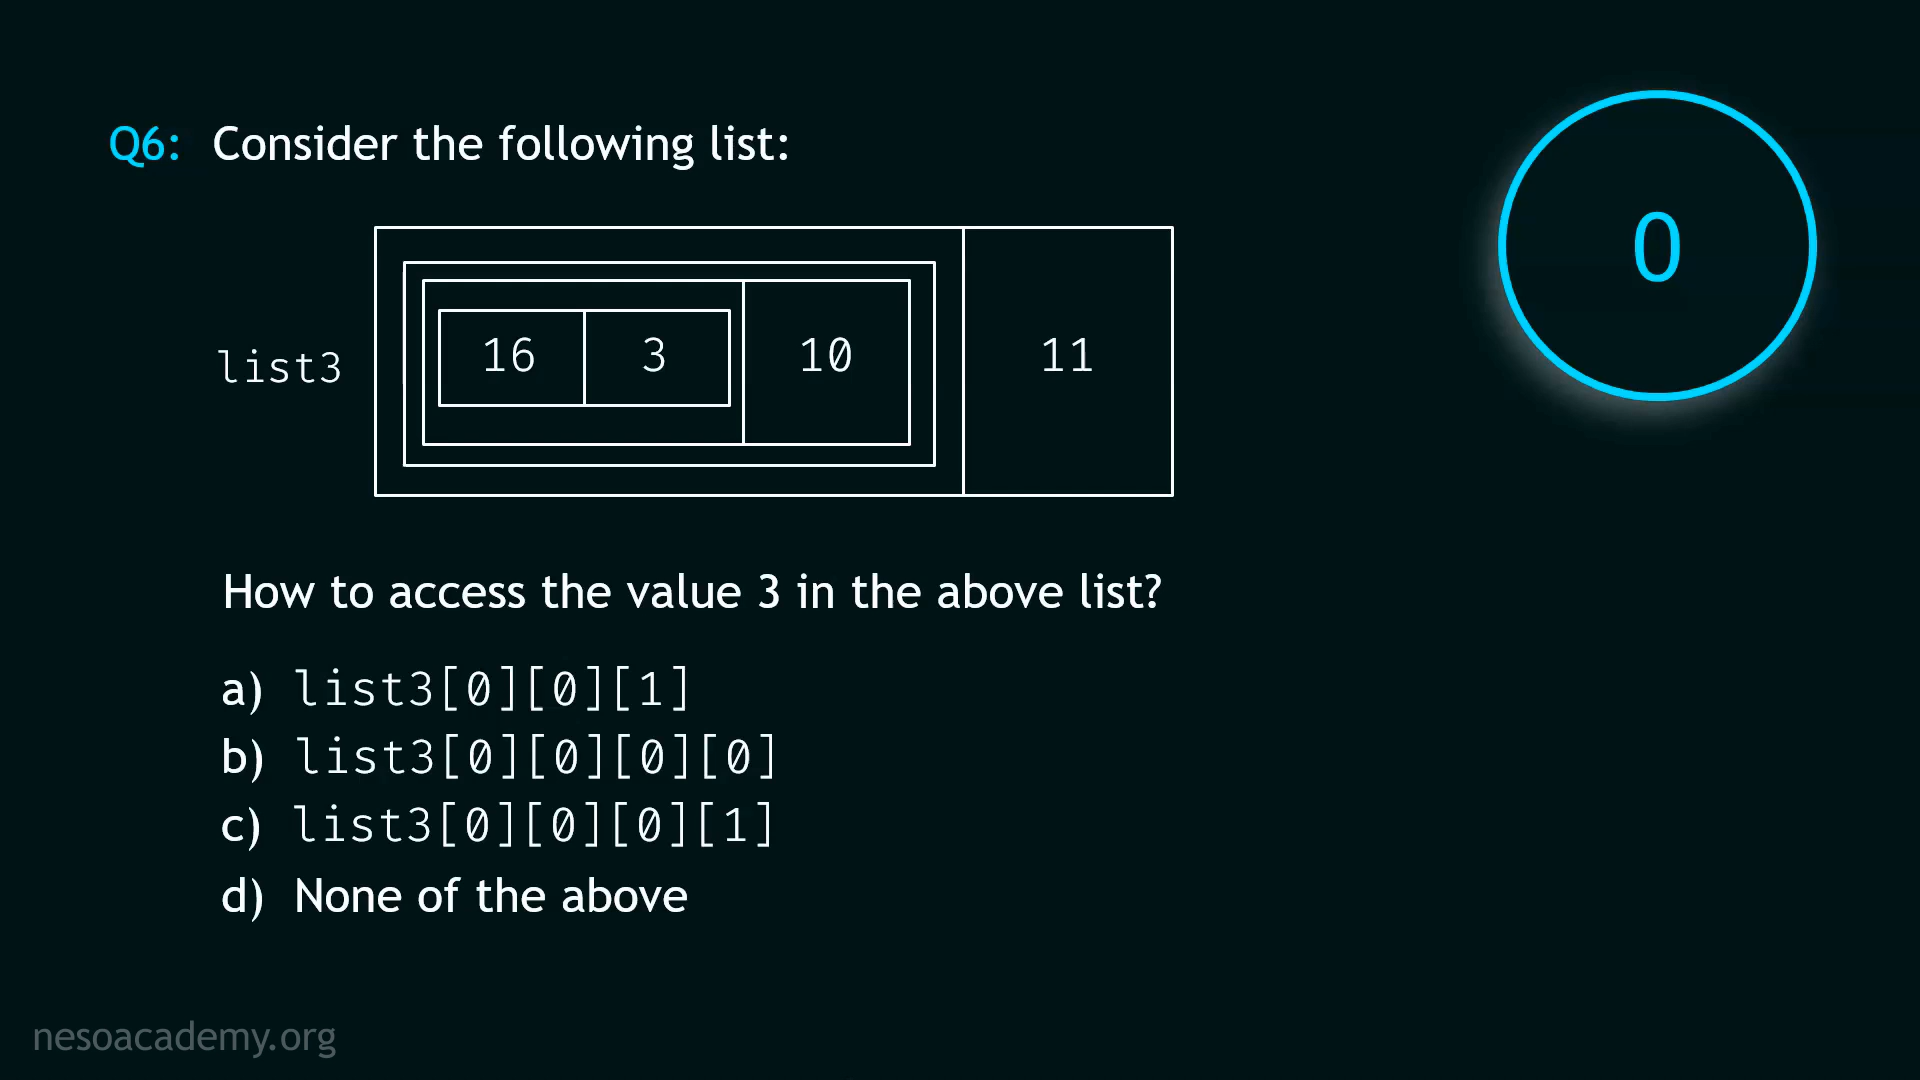 Q6: Consider the following list:
0
list3 16 3 10 11
How to access the value 3 in the above list?
a) list3[0][0][1]
b) list3[0][0][0][0]
c) list3[0][0][0][1]
d) None of the above
nesoacademy.org